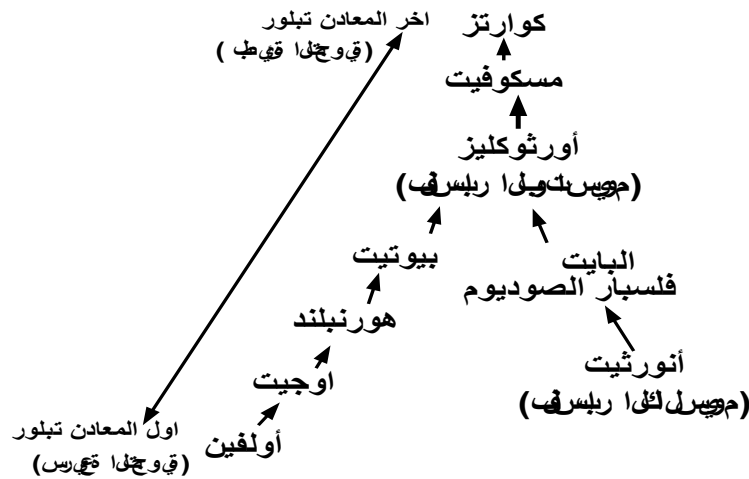 اخر المعادن تبلور
كوارتز
مسكوفيت
أورثوكليز
بيوتيت
البايت
فلسبار الصوديوم
هورنبلند
أنورثيت
اوجيت
اول المعادن تبلور
أولفين